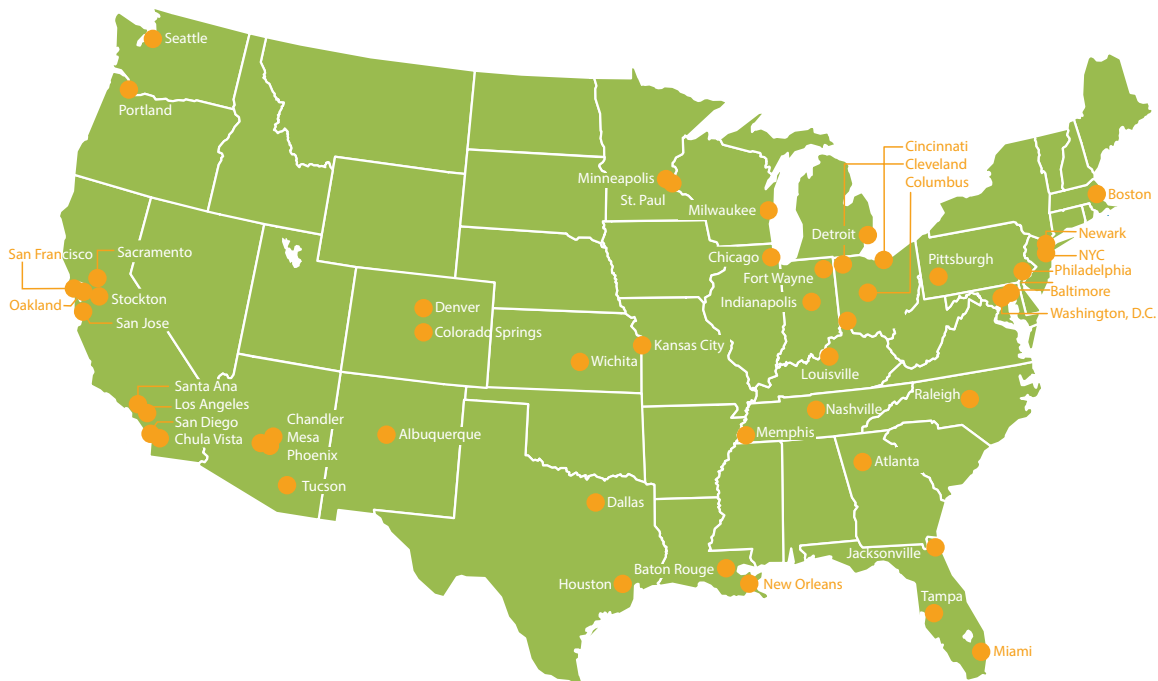 Seattle
Portland
Minneapolis
St. Paul
Milwaukee
Cincinnati
Cleveland
Columbus
Boston
Detroit
Newark
NYC
San Francisco
Sacramento
Chicago
Pittsburgh
Philadelphia
Fort Wayne
Oakland
Stockton
Indianapolis
Baltimore
San Jose
Denver
Washington, D.C.
Colorado Springs
Kansas City
Wichita
Louisville
Santa Ana
Los Angeles
San Diego
Chula Vista
Chandler
Mesa
Phoenix
Albuquerque
Raleigh
Nashville
Memphis
Atlanta
Tucson
Dallas
Jacksonville
Baton Rouge
Houston
New Orleans
Tampa
Miami